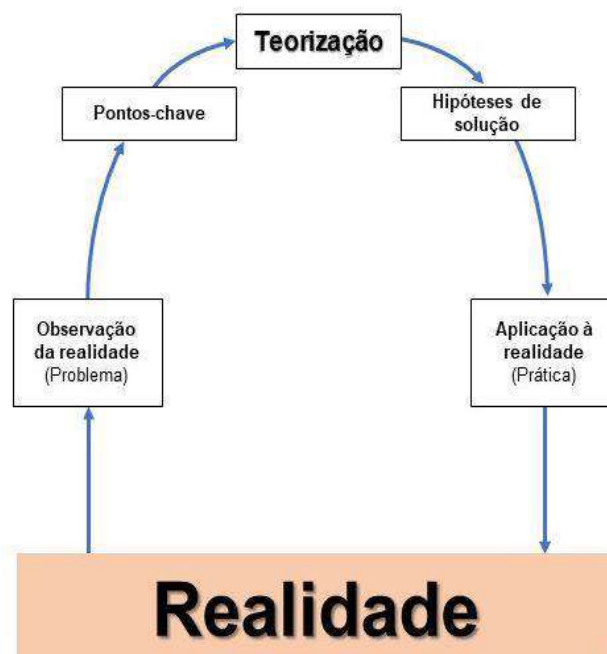 Teorização
Pontos-chave
Hipóteses de
solução
Observação
da realidade
(Problema)
Aplicação à
realidade
(Prática)
Realidade